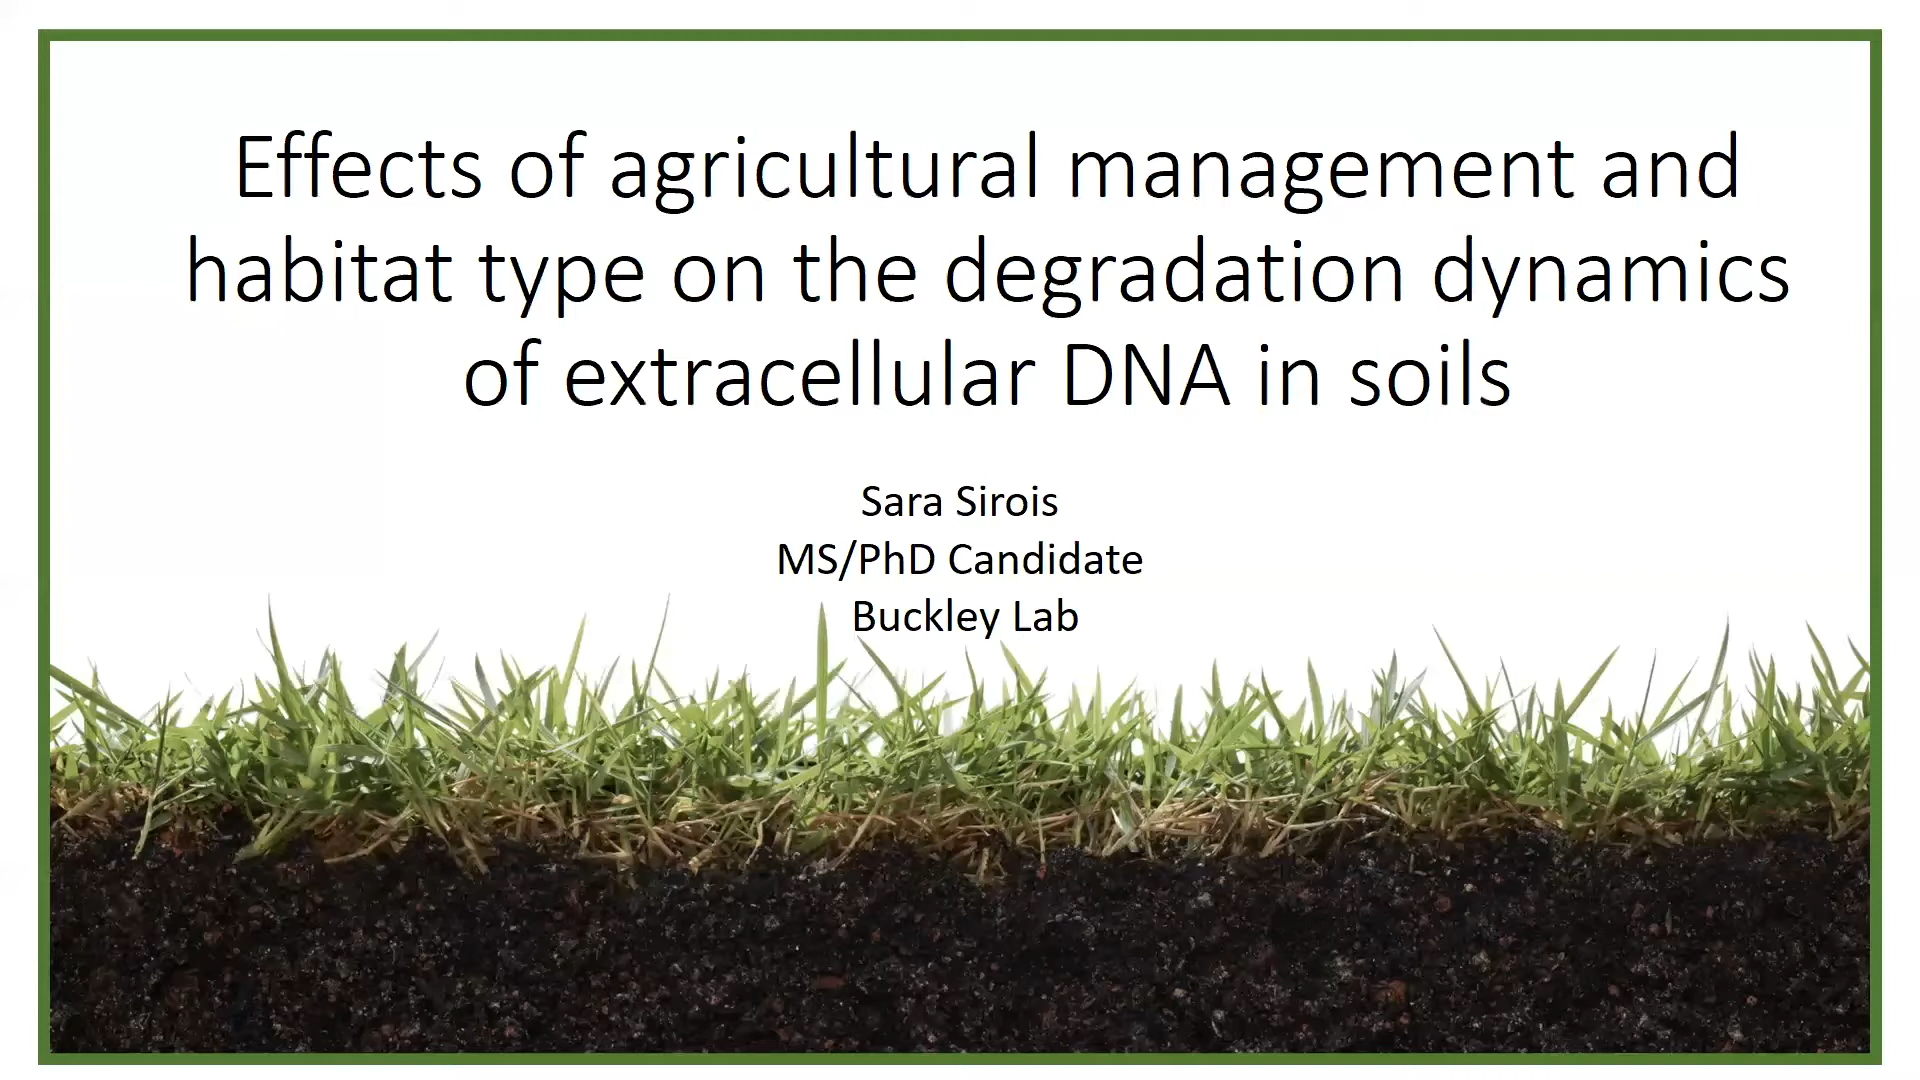 Effects of agricultural management and
habitat type on the degradation dynamics
of extracellular DNA in soils
Sara Sirois
MS/PhD Candidate
Buckley Lab